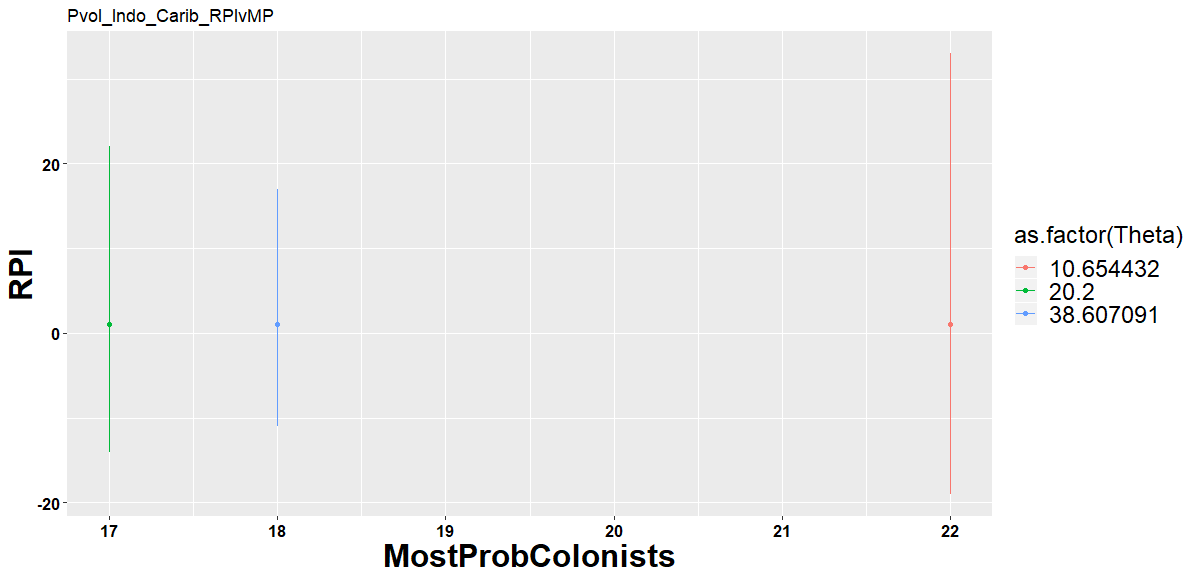 Pvol_Indo_Carib_RPIvMP
RPI
20
0
-20
17 18 19 20 21 22
MostProbColonists
as.factor(Theta)
10.654432
20.2
38.607091